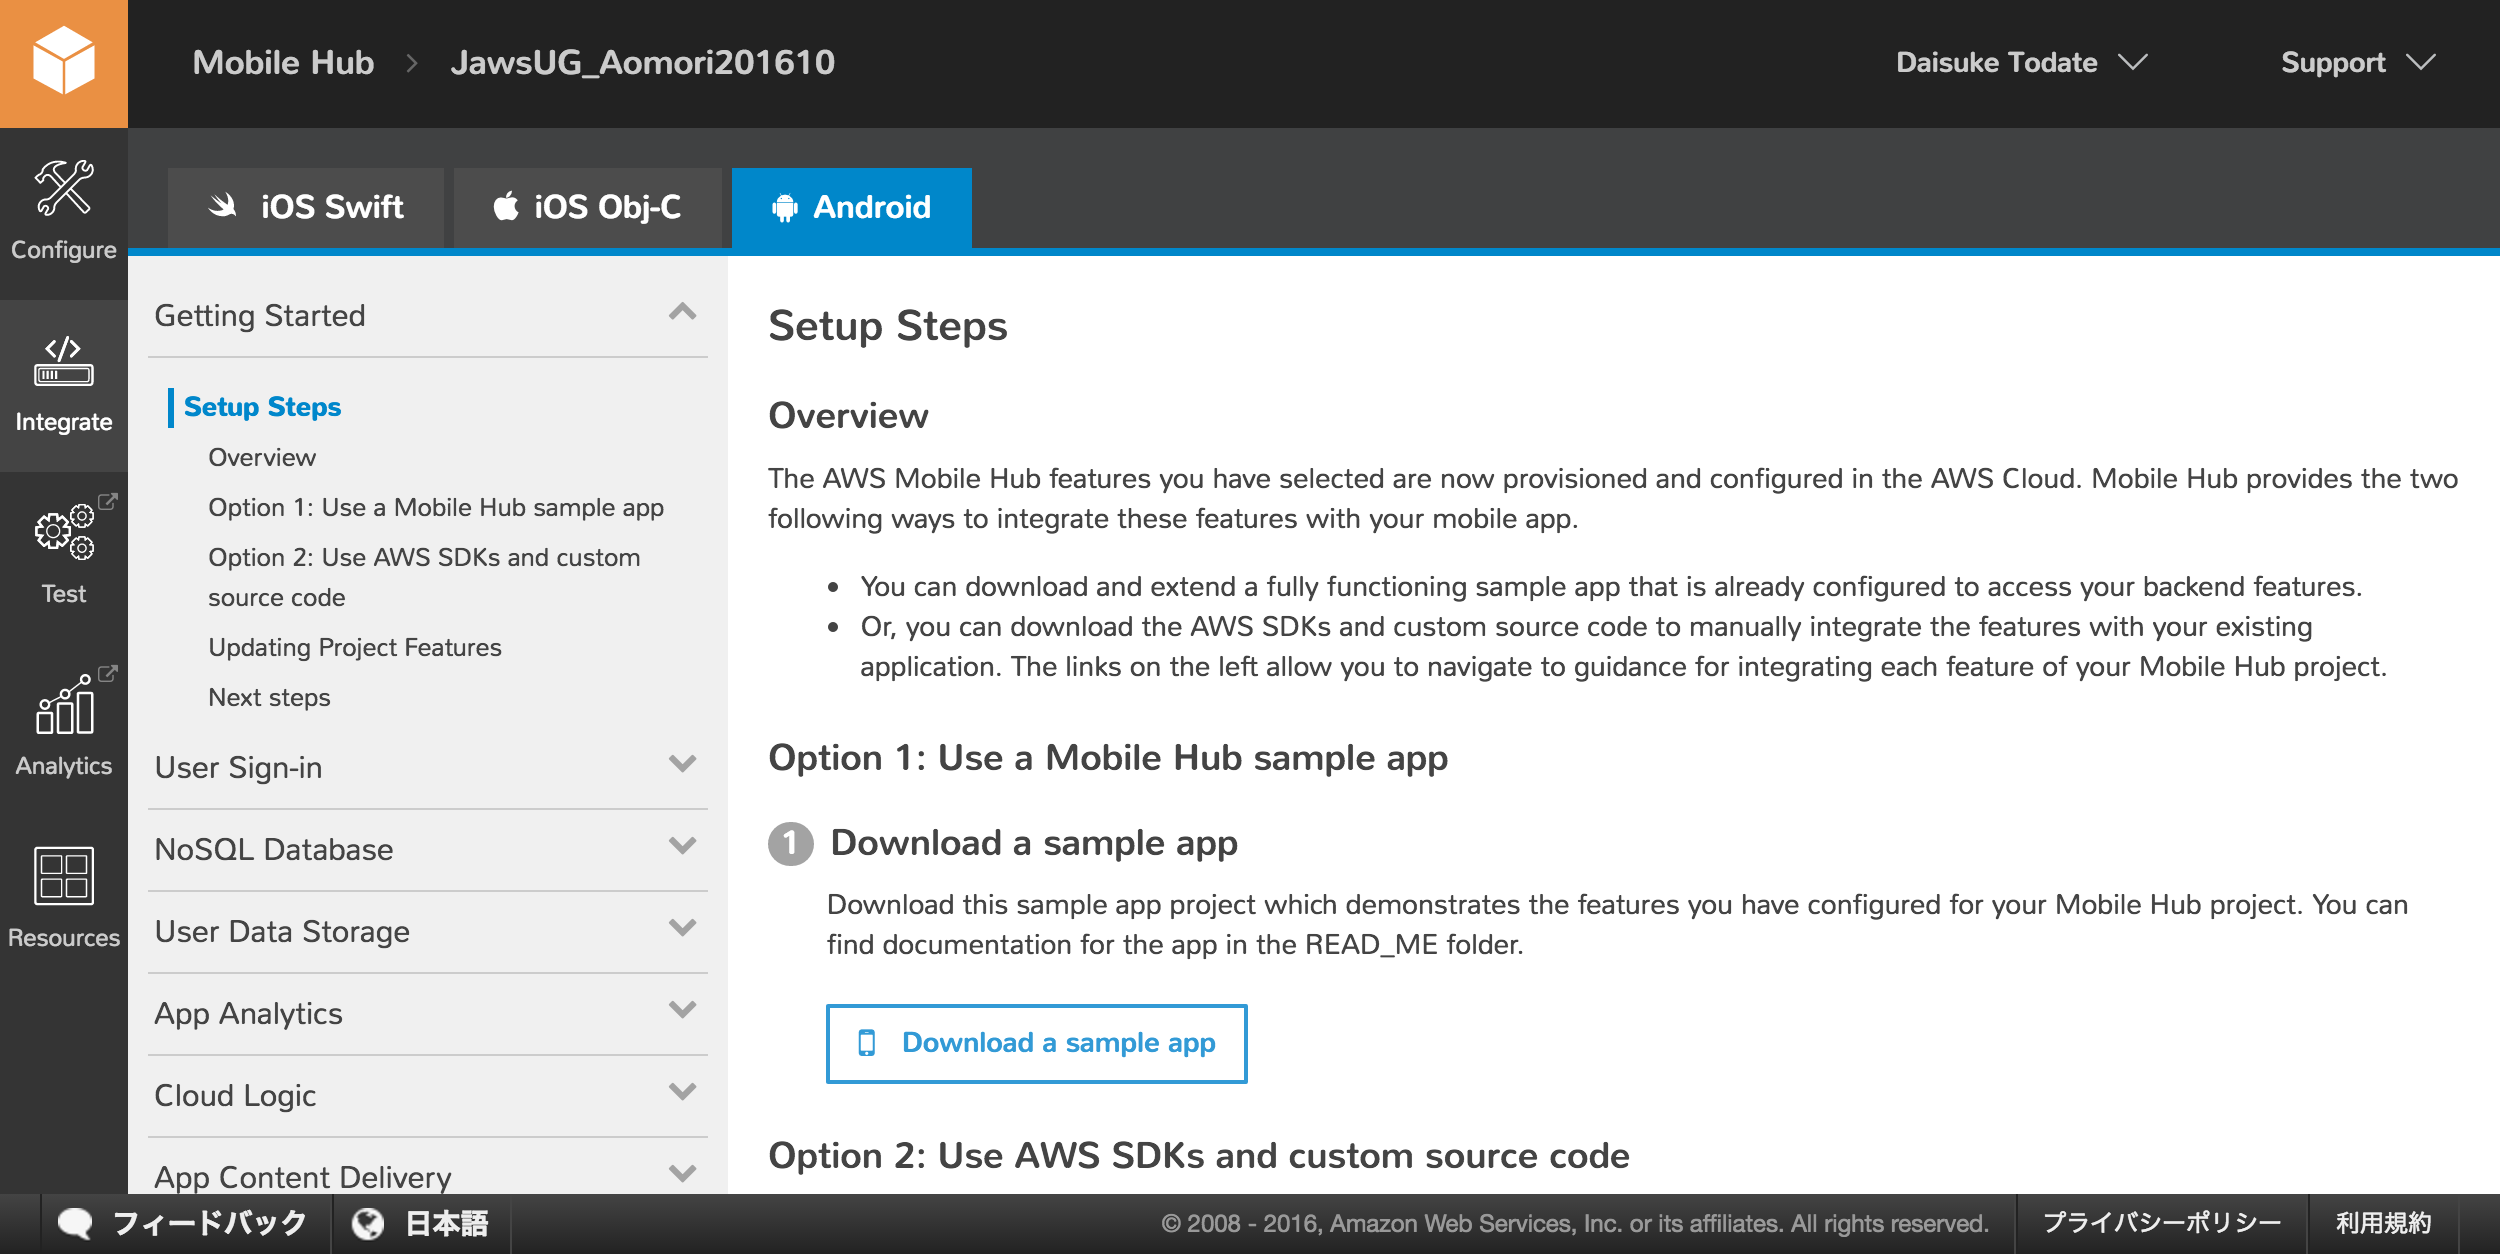 Mobile Hub > JawsUG_Aomori201610
Daisuke Todate
Support
Configure
Integrate
Test
Analytics
Resources
iOS Swift
iOS Obj-C
Android
Getting Started
Setup Steps
Overview
Option 1: Use a Mobile Hub sample app
Option 2: Use AWS SDKs and custom
source code
Updating Project Features
Next steps
User Sign-in
NoSQL Database
User Data Storage
App Analytics
Cloud Logic
App Content Delivery
Setup Steps
Overview
The AWS Mobile Hub features you have selected are now provisioned and configured in the AWS Cloud. Mobile Hub provides the two
following ways to integrate these features with your mobile app.
• You can download and extend a fully functioning sample app that is already configured to access your backend features.
• Or, you can download the AWS SDKs and custom source code to manually integrate the features with your existing
application. The links on the left allow you to navigate to guidance for integrating each feature of your Mobile Hub project.
Option 1: Use a Mobile Hub sample app
1 Download a sample app
Download this sample app project which demonstrates the features you have configured for your Mobile Hub project. You can
find documentation for the app in the READ_ME folder.
Download a sample app
Option 2: Use AWS SDKs and custom source code
フィードバック
日本語
© 2008 - 2016, Amazon Web Services, Inc. or its affiliates. All rights reserved.
プライバシーポリシー
利用規約